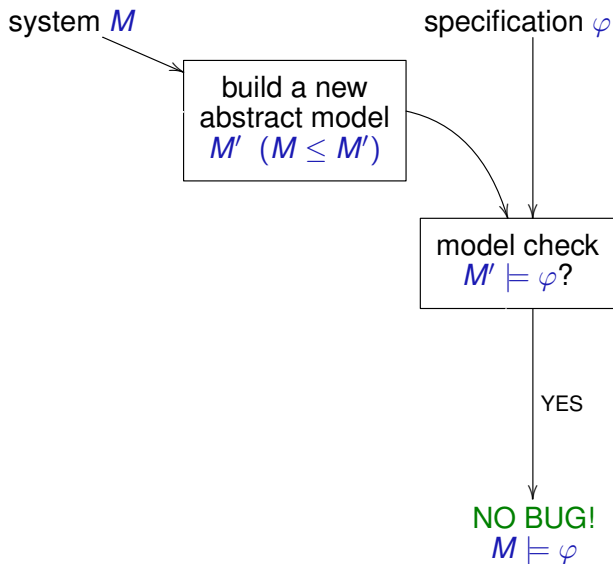 system M
specification φ
build a new
abstract model
M′ (M ≤ M′)
model check
M′ ⊨ φ?
YES
NO BUG!
M ⊨ φ